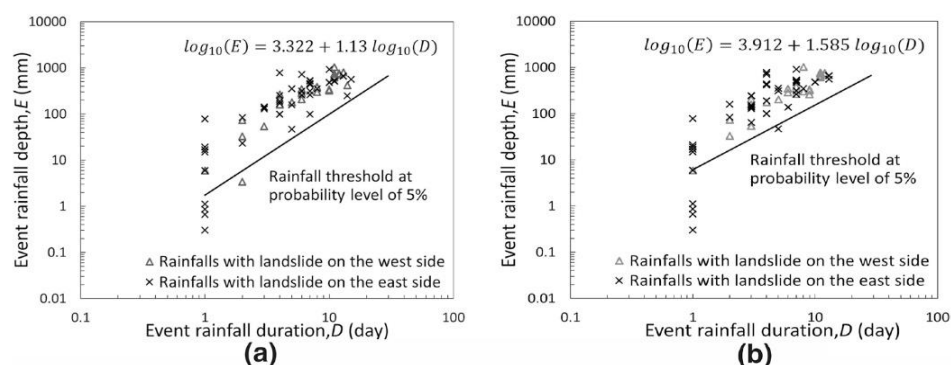 (a)
10000
1000
100
10
1
0.1
0.01
Event rainfall depth,E (mm)
log₁₀(E) = 3.322 + 1.13 log₁₀(D)
Rainfall threshold at
probability level of 5%
△ Rainfalls with landslide on the west side
× Rainfalls with landslide on the east side
0.1 1 10 100
Event rainfall duration,D (day)
(a)
(b)
10000
1000
100
10
1
0.1
0.01
Event rainfall depth, E (mm)
log₁₀(E) = 3.912 + 1.585 log₁₀(D)
Rainfall threshold at
probability level of 5%
△ Rainfalls with landslide on the west side
× Rainfalls with landslide on the east side
0.1 1 10 100
Event rainfall duration,D (day)
(b)